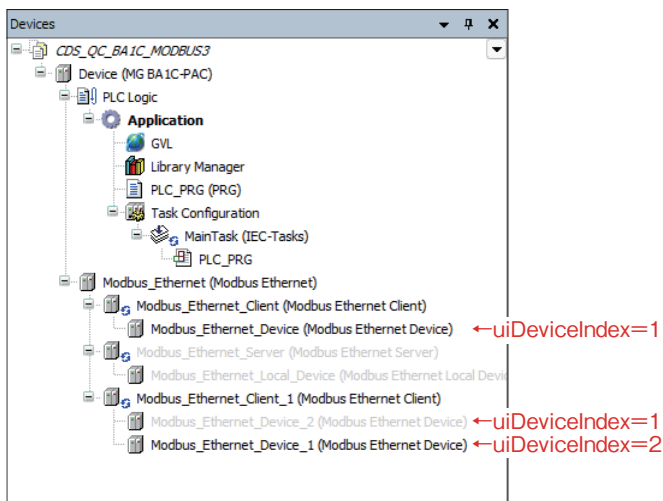 Devices
CDS_QC_BA1C_MODBUS3
Device (MG BA1C-PAC)
PLC Logic
Application
GVL
Library Manager
PLC_PRG (PRG)
Task Configuration
MainTask (IEC-Tasks)
PLC_PRG
Modbus_Ethernet (Modbus Ethernet)
Modbus_Ethernet_Client (Modbus Ethernet Client)
Modbus_Ethernet_Device (Modbus Ethernet Device) ←uiDeviceIndex=1
Modbus_Ethernet_Server (Modbus Ethernet Server)
Modbus_Ethernet_Local_Device (Modbus Ethernet Local Devic
Modbus_Ethernet_Client_1 (Modbus Ethernet Client)
Modbus_Ethernet_Device_2 (Modbus Ethernet Device) ←uiDeviceIndex=1
Modbus_Ethernet_Device_1 (Modbus Ethernet Device) ←uiDeviceIndex=2